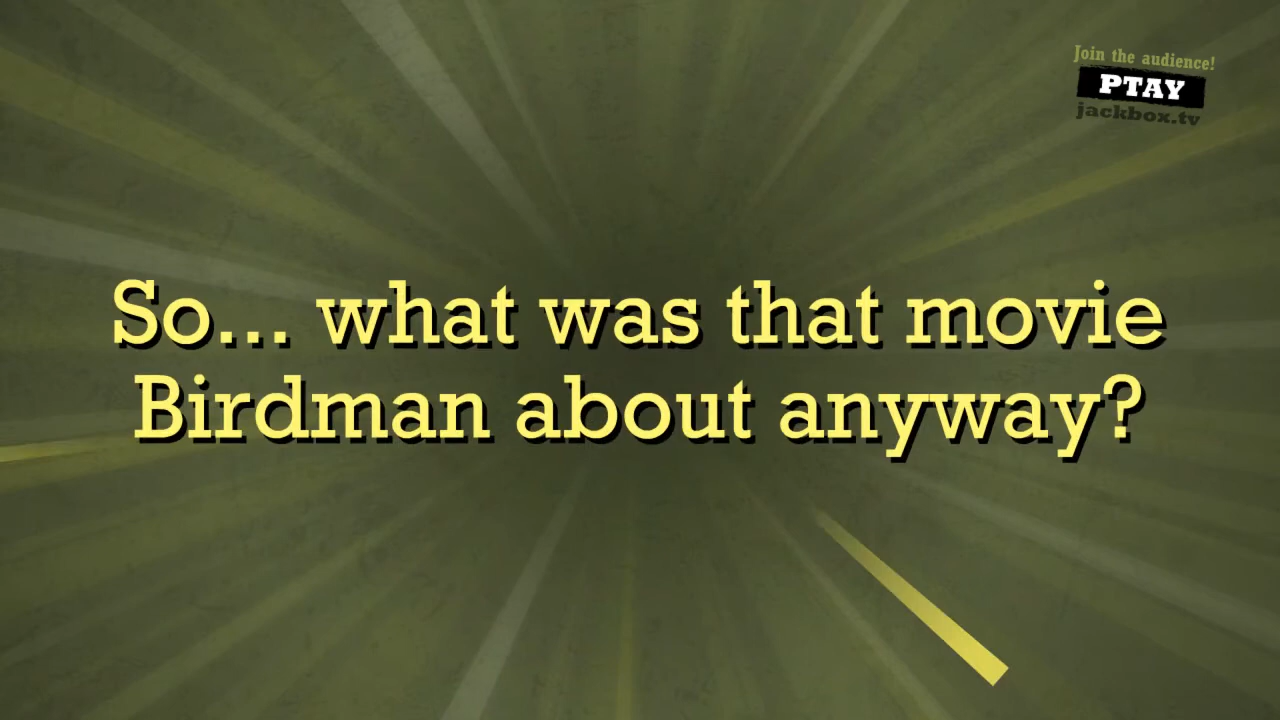 Join the audience!
PTAY
jackbox.tv
So... what was that movie
Birdman about anyway?